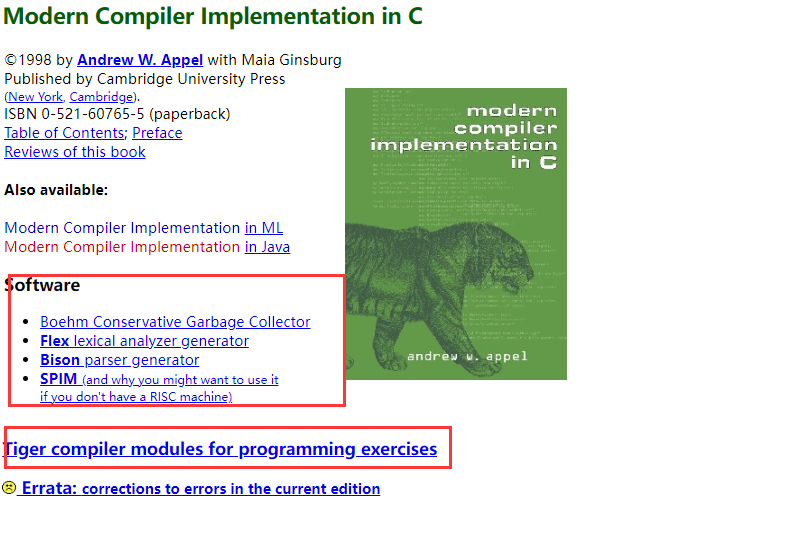 Modern Compiler Implementation in C
©1998 by Andrew W. Appel with Maia Ginsburg
Published by Cambridge University Press
(New York, Cambridge).
ISBN 0-521-60765-5 (paperback)
Table of Contents; Preface
Reviews of this book
Also available:
Modern Compiler Implementation in ML
Modern Compiler Implementation in Java
modern
compiler
implementation
in C
andrew w. appel
Software
Boehm Conservative Garbage Collector
Flex lexical analyzer generator
Bison parser generator
SPIM (and why you might want to use it
if you don't have a RISC machine)
Tiger compiler modules for programming exercises
Errata: corrections to errors in the current edition